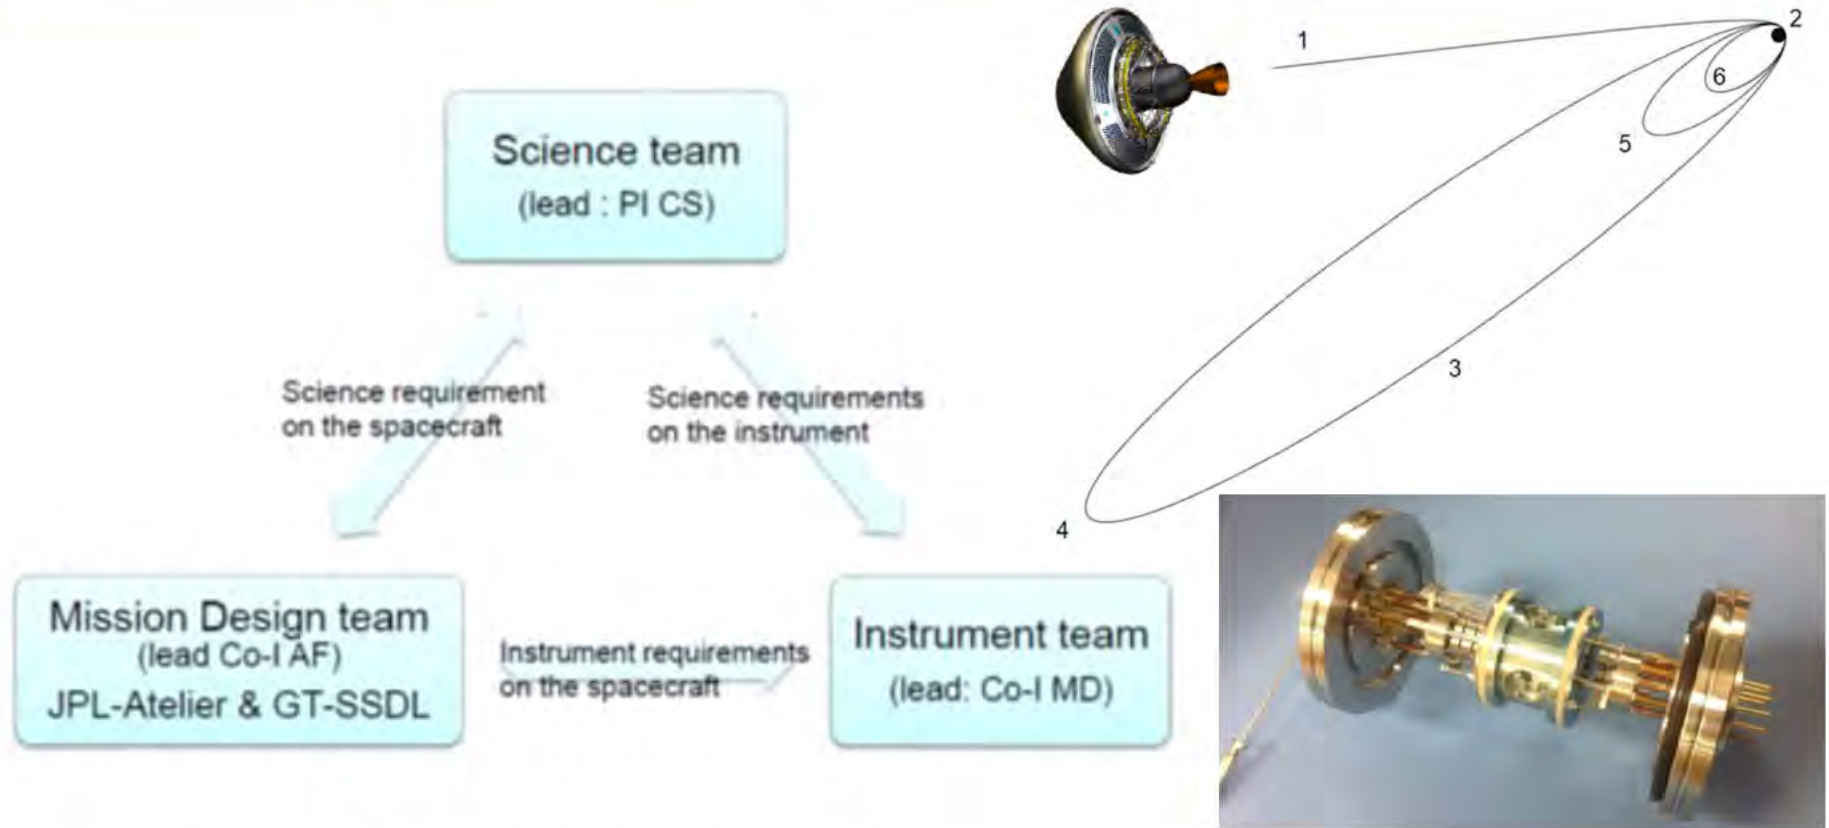 Science team
(lead : PI CS)
Science requirement
on the spacecraft
Science requirements
on the instrument
Mission Design team
(lead Co-I AF)
JPL-Atelier & GT-SSDL
Instrument requirements
on the spacecraft
Instrument team
(lead: Co-I MD)
1
2
6
5
3
4